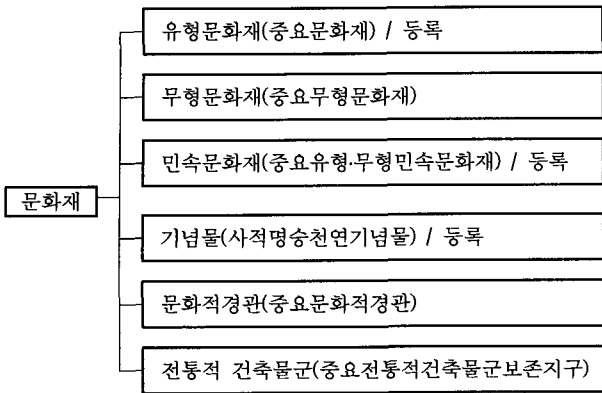 유형문화재(중요문화재) / 등록
무형문화재(중요무형문화재)
민속문화재(중요유형·무형민속문화재) / 등록
문화재
기념물(사적명승천연기념물) / 등록
문화적경관(중요문화적경관)
전통적 건축물군(중요전통적건축물군보존지구)